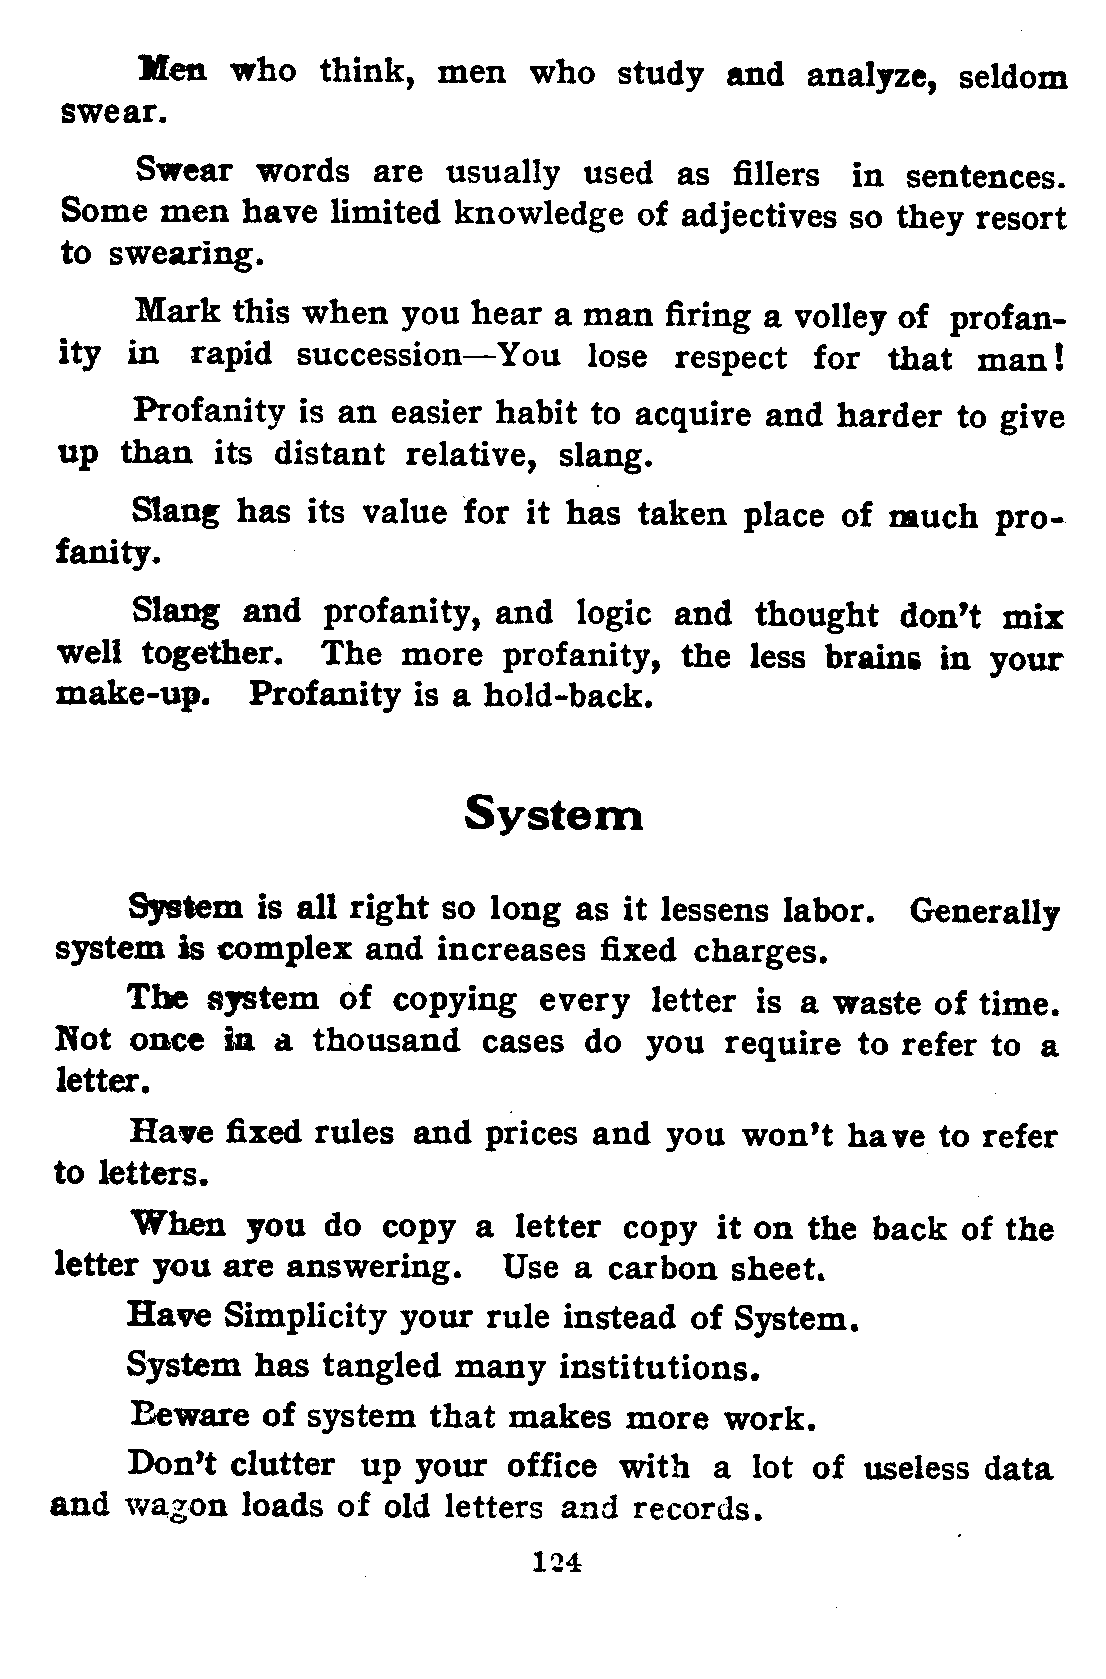 Men who think, men who study and analyze, seldom
swear.
Swear words are usually used as fillers in sentences.
Some men have limited knowledge of adjectives so they resort
to swearing.
Mark this when you hear a man firing a volley of profan-
ity in rapid succession—You lose respect for that man!
Profanity is an easier habit to acquire and harder to give
up than its distant relative, slang.
Slang has its value for it has taken place of much pro-
fanity.
Slang and profanity, and logic and thought don't mix
well together. The more profanity, the less brains in your
make-up. Profanity is a hold-back.
System
System is all right so long as it lessens labor. Generally
system is complex and increases fixed charges.
The system of copying every letter is a waste of time.
Not once in a thousand cases do you require to refer to a
letter.
Have fixed rules and prices and you won't have to refer
to letters.
When you do copy a letter copy it on the back of the
letter you are answering. Use a carbon sheet.
Have Simplicity your rule instead of System.
System has tangled many institutions.
Beware of system that makes more work.
Don't clutter up your office with a lot of useless data
and wagon loads of old letters and records.
124